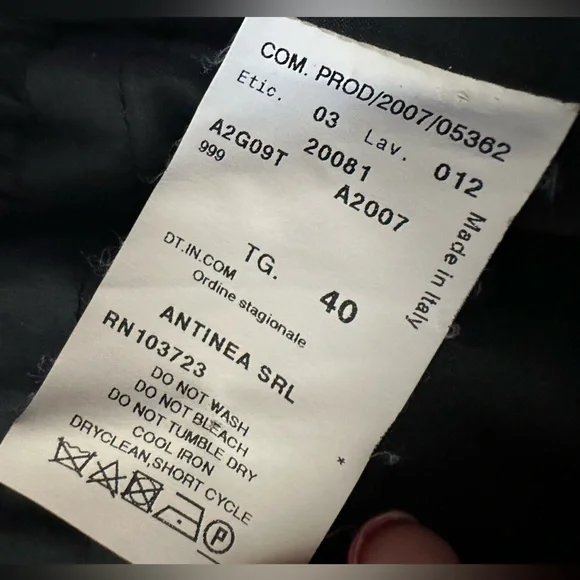 COM. PROD/2007/05362
Etic. 03 Lav. 012
A2G09T 20081 A2007
999
Made in Italy
TG. 40
DT.IN.COM
Ordine stagionale
ANTINEA SRL
RN103723
DO NOT WASH
DO NOT BLEACH
DO NOT TUMBLE DRY
COOL IRON
DRYCLEAN,SHORT CYCLE
*
P